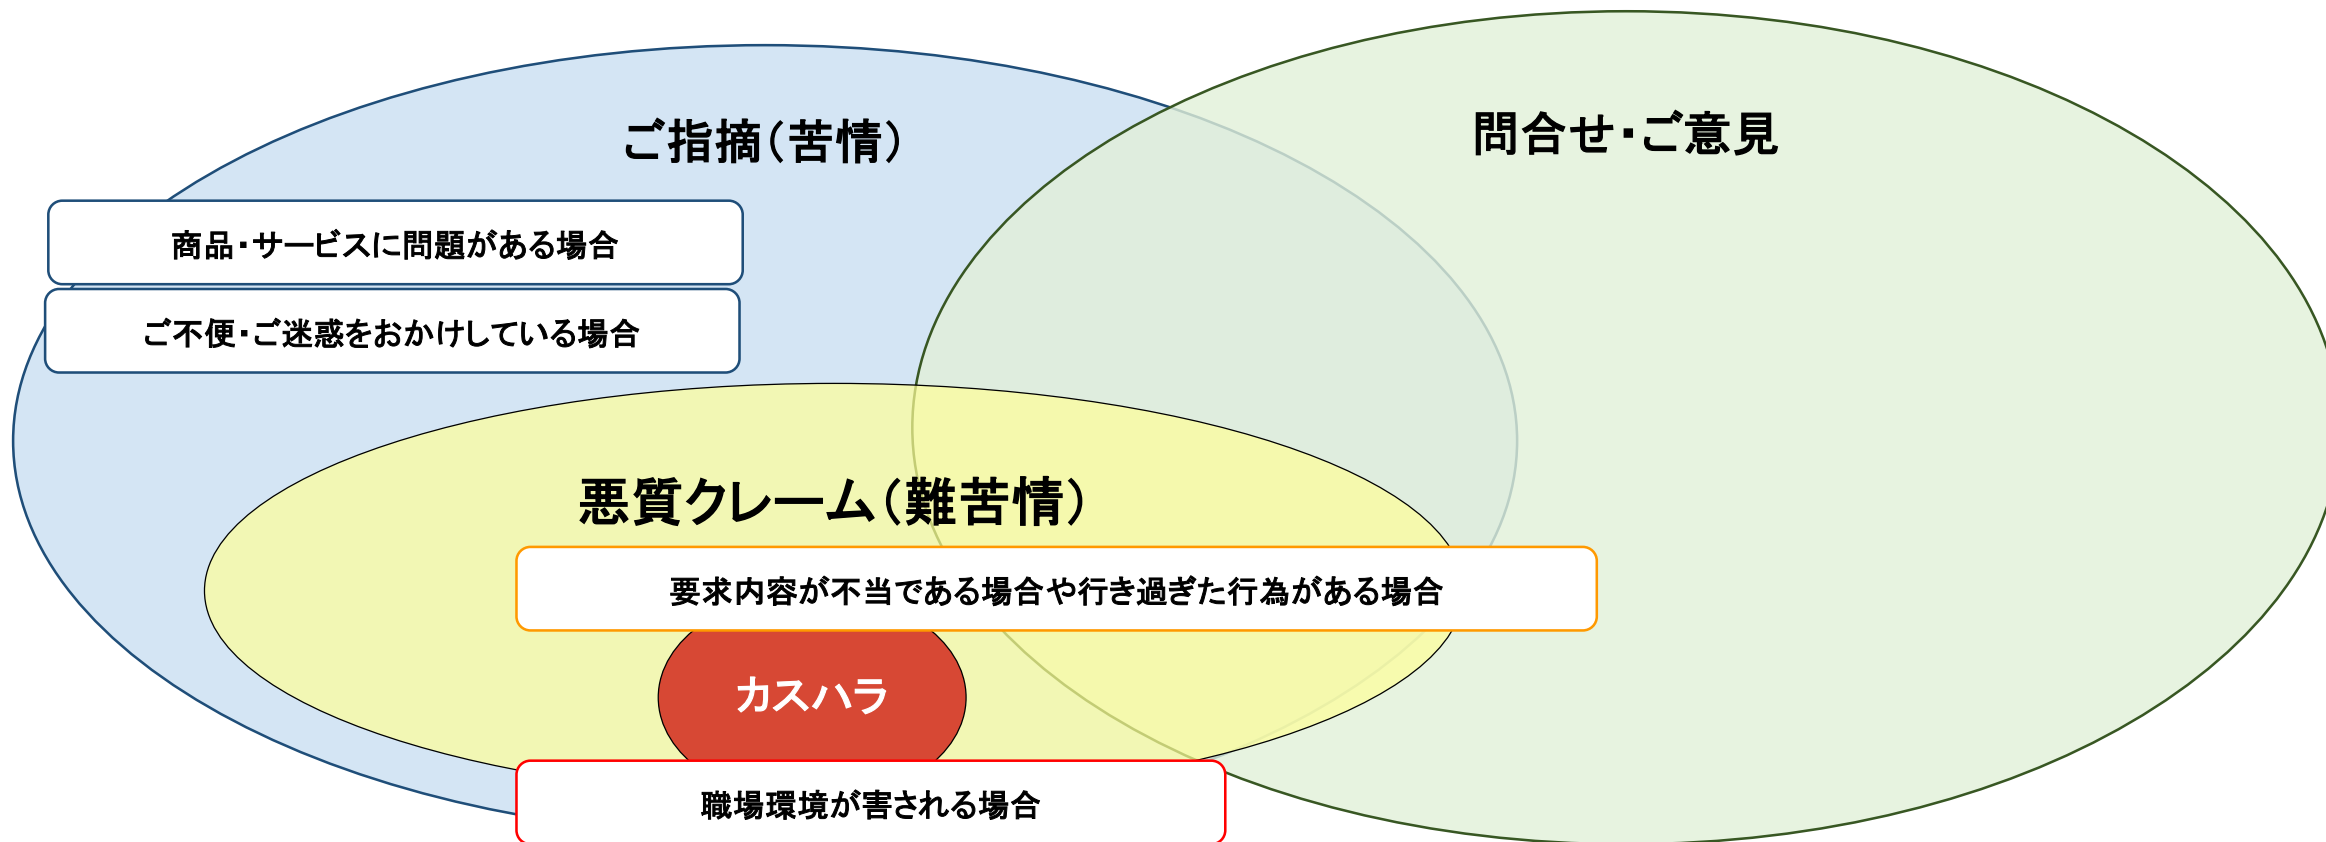 ご指摘（苦情）
問合せ・ご意見
商品・サービスに問題がある場合
ご不便・ご迷惑をおかけしている場合
悪質クレーム（難苦情）
要求内容が不当である場合や行き過ぎた行為がある場合
カスハラ
職場環境が害される場合